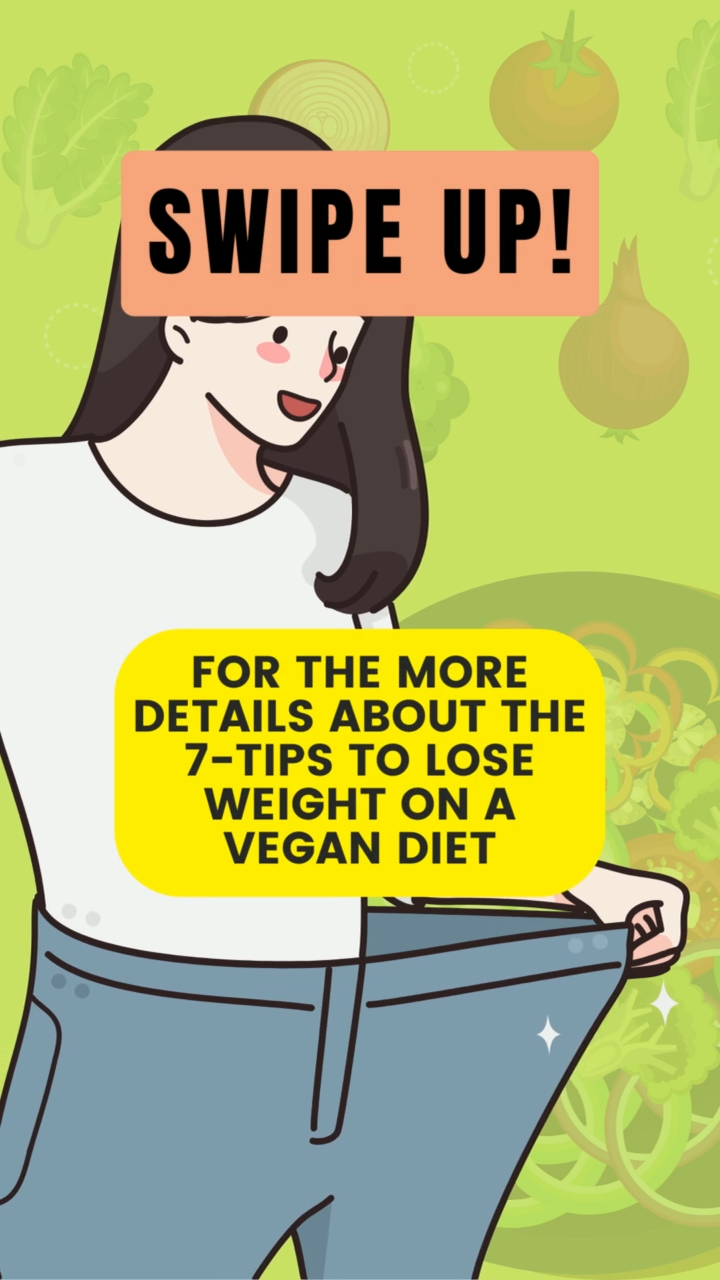 SWIPE UP!
FOR THE MORE
DETAILS ABOUT THE
7-TIPS TO LOSE
WEIGHT ON A
VEGAN DIET